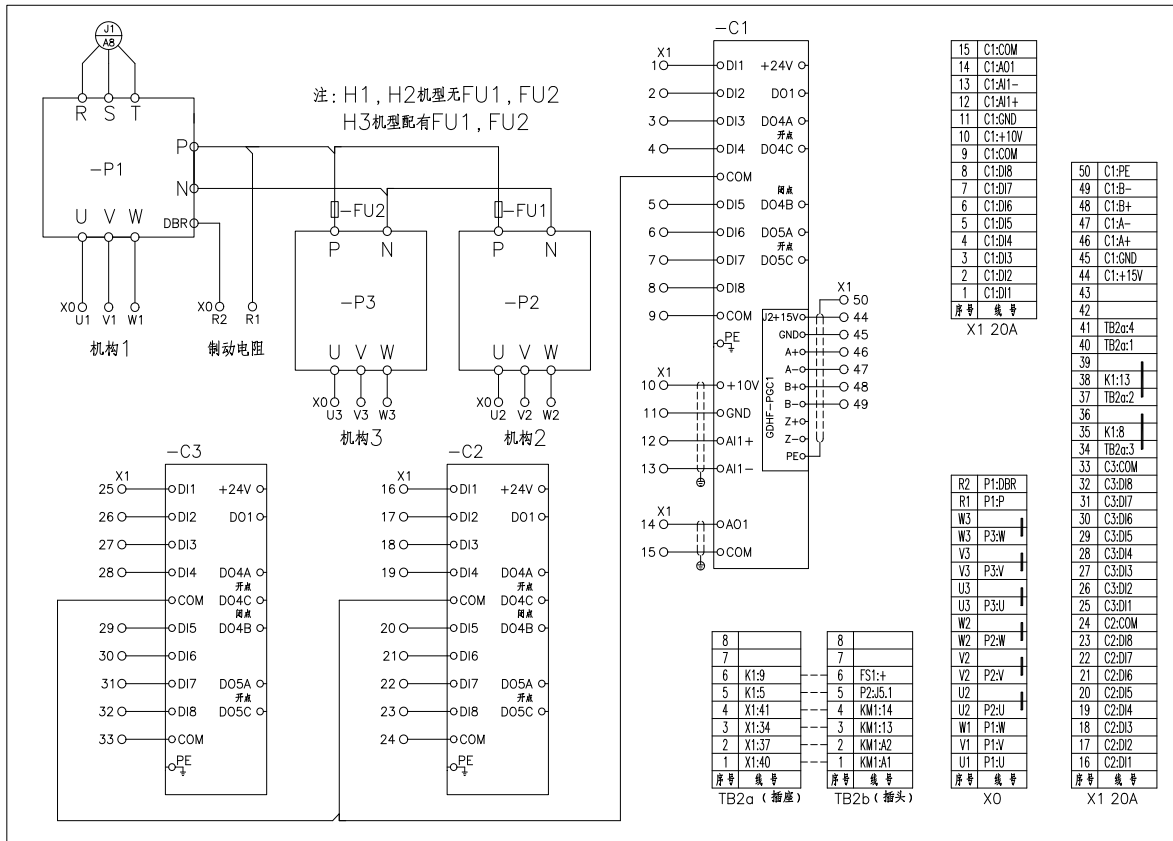 J1
A8
R S T
-P1
P
N
U V W
DBR
X0
U1 V1 W1
机构1
X0
R2 R1
制动电阻
注: H1, H2机型无FU1, FU2
H3机型配有FU1, FU2
-FU2
P N
-P3
U V W
X0
U3 V3 W3
机构3
-FU1
P N
-P2
U V W
X0
U2 V2 W2
机构2
-C1
X1
1 DI1 +24V
2 DI2 DO1
3 DI3 DO4A
开点
4 DI4 DO4C
COM
闭点
5 DI5 DO4B
6 DI6 DO5A
开点
7 DI7 DO5C
8 DI8
9 COM
PE
X1
10 +10V
11 GND
12 AI1+
13 AI1-
X1
14 AO1
15 COM
GDHF-PGC1
X1
50
J2+15V 44
GND 45
A+ 46
A- 47
B+ 48
B- 49
Z+
Z-
PE
-C3
X1
25 DI1 +24V
26 DI2 DO1
27 DI3
28 DI4 DO4A
开点
COM DO4C
闭点
29 DI5 DO4B
30 DI6
31 DI7 DO5A
开点
32 DI8 DO5C
33 COM
PE
-C2
X1
16 DI1 +24V
17 DI2 DO1
18 DI3
19 DI4 DO4A
开点
COM DO4C
闭点
20 DI5 DO4B
21 DI6
22 DI7 DO5A
开点
23 DI8 DO5C
24 COM
PE
8
7
6 K1:9
5 K1:5
4 X1:41
3 X1:34
2 X1:37
1 X1:40
序号 线号
TB2a (插座)
8
7
6 FS1:+
5 P2:J5.1
4 KM1:14
3 KM1:13
2 KM1:A2
1 KM1:A1
序号 线号
TB2b (插头)
15 C1:COM
14 C1:AO1
13 C1:AI1-
12 C1:AI1+
11 C1:GND
10 C1:+10V
9 C1:COM
8 C1:DI8
7 C1:DI7
6 C1:DI6
5 C1:DI5
4 C1:DI4
3 C1:DI3
2 C1:DI2
1 C1:DI1
序号 线号
X1 20A
R2 P1:DBR
R1 P1:P
W3
W3 P3:W
V3
V3 P3:V
U3
U3 P3:U
W2
W2 P2:W
V2
V2 P2:V
U2
U2 P2:U
W1 P1:W
V1 P1:V
U1 P1:U
序号 线号
X0
50 C1:PE
49 C1:B-
48 C1:B+
47 C1:A-
46 C1:A+
45 C1:GND
44 C1:+15V
43
42
41 TB2a:4
40 TB2a:1
39
38 K1:13
37 TB2a:2
36
35 K1:8
34 TB2a:3
33 C3:COM
32 C3:DI8
31 C3:DI7
30 C3:DI6
29 C3:DI5
28 C3:DI4
27 C3:DI3
26 C3:DI2
25 C3:DI1
24 C2:COM
23 C2:DI8
22 C2:DI7
21 C2:DI6
20 C2:DI5
19 C2:DI4
18 C2:DI3
17 C2:DI2
16 C2:DI1
序号 线号
X1 20A